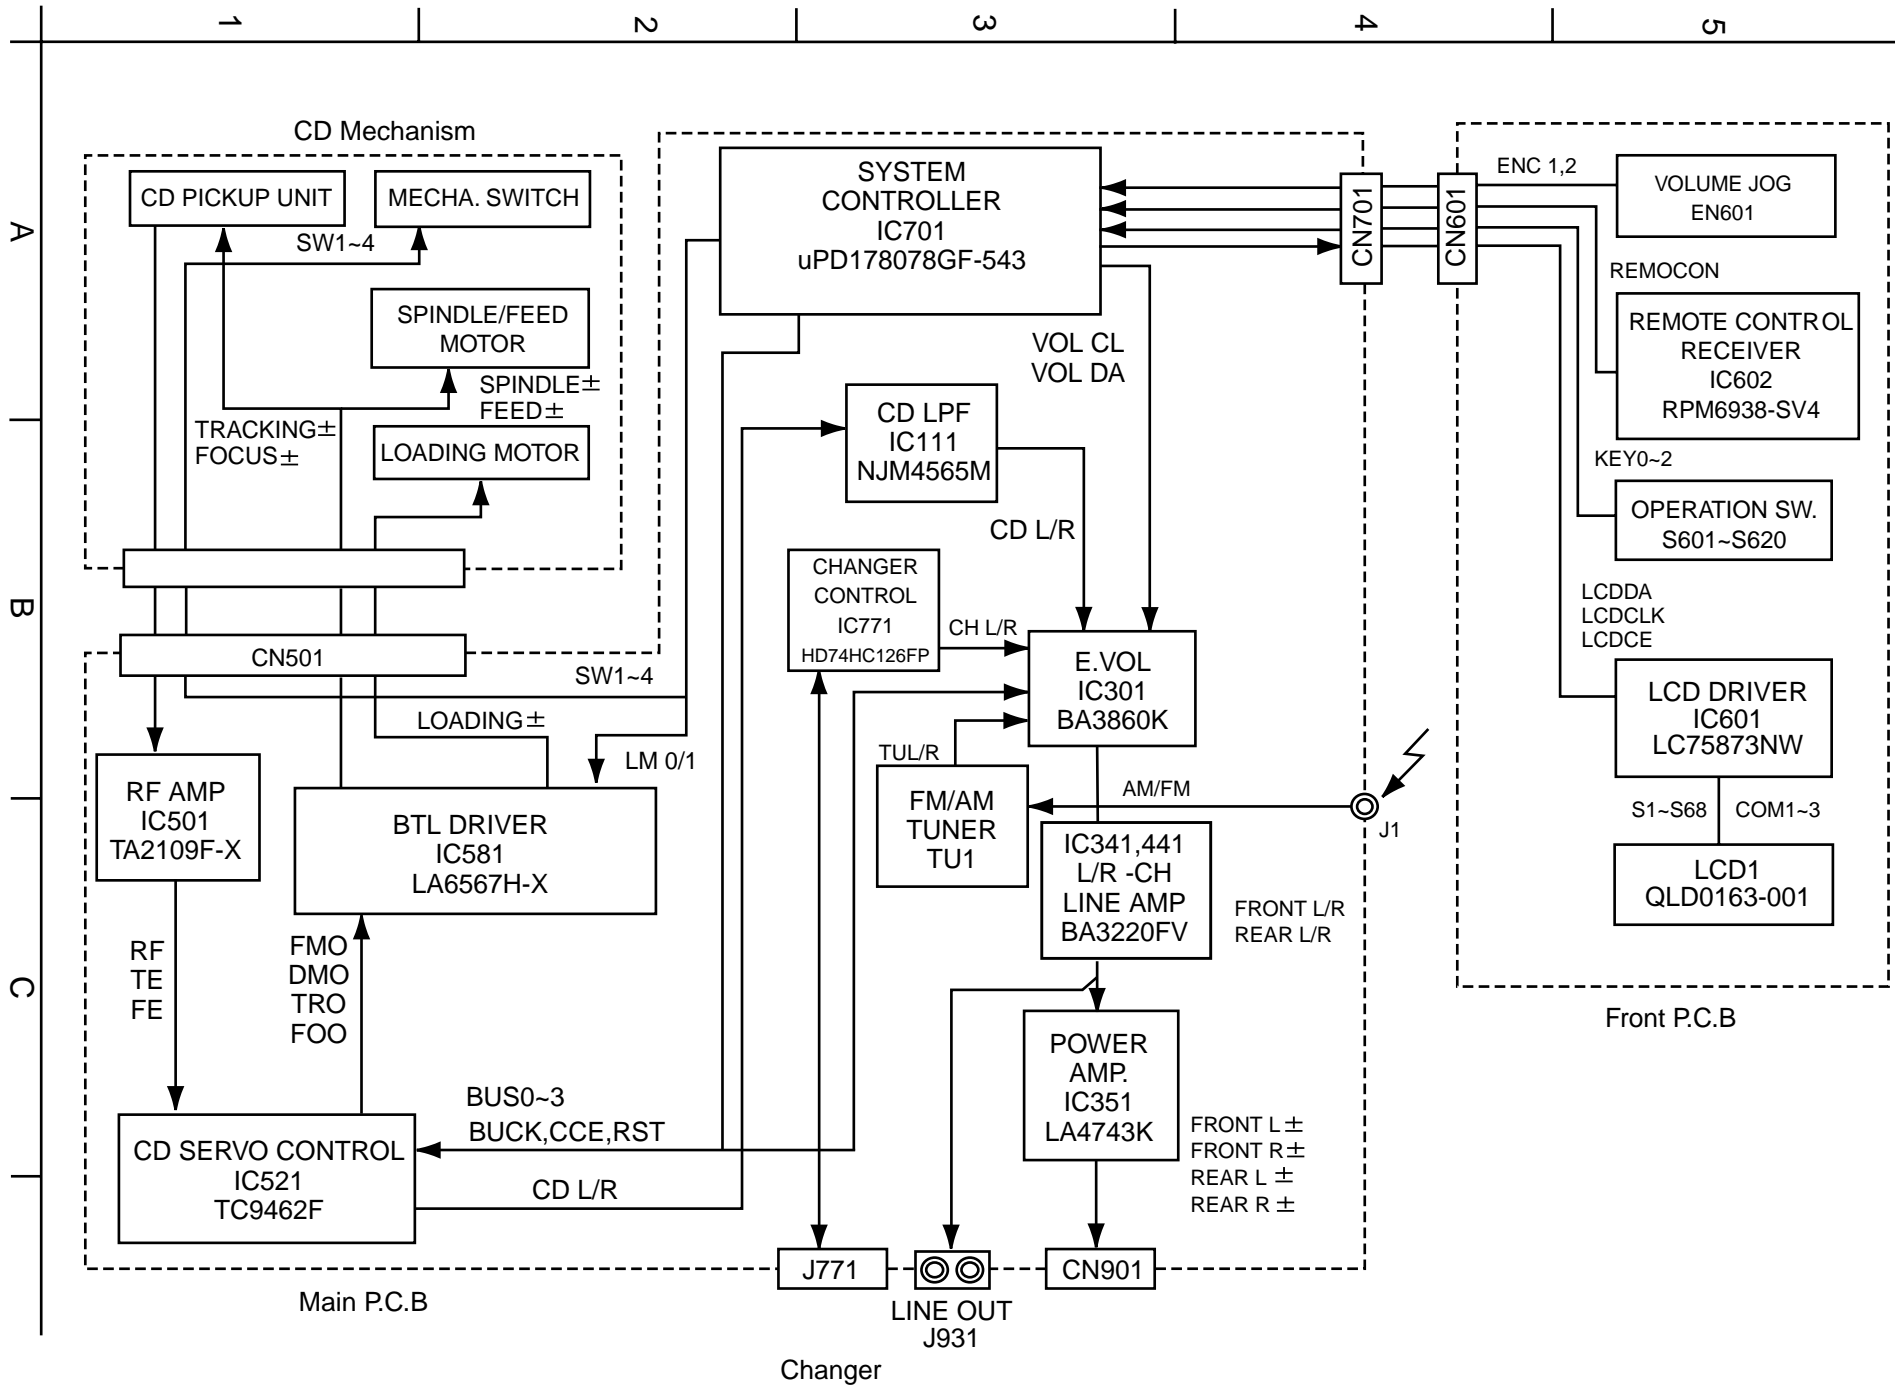 1
2
3
4
5
A
B
C
CD Mechanism
CD PICKUP UNIT
MECHA. SWITCH
SW1~4
SPINDLE/FEED
MOTOR
SPINDLE±
FEED±
TRACKING±
FOCUS±
LOADING MOTOR
CN501
SW1~4
LOADING±
LM 0/1
RF AMP
IC501
TA2109F-X
BTL DRIVER
IC581
LA6567H-X
RF
TE
FE
FMO
DMO
TRO
FOO
CD SERVO CONTROL
IC521
TC9462F
BUS0~3
BUCK,CCE,RST
CD L/R
Main P.C.B
SYSTEM
CONTROLLER
IC701
uPD178078GF-543
VOL CL
VOL DA
CD LPF
IC111
NJM4565M
CD L/R
CHANGER
CONTROL
IC771
HD74HC126FP
CH L/R
E.VOL
IC301
BA3860K
TUL/R
FM/AM
TUNER
TU1
AM/FM
J1
IC341,441
L/R -CH
LINE AMP
BA3220FV
FRONT L/R
REAR L/R
POWER
AMP.
IC351
LA4743K
FRONT L±
FRONT R±
REAR L ±
REAR R ±
J771
LINE OUT
J931
CN901
Changer
CN701
CN601
ENC 1,2
VOLUME JOG
EN601
REMOCON
REMOTE CONTROL
RECEIVER
IC602
RPM6938-SV4
KEY0~2
OPERATION SW.
S601~S620
LCDDA
LCDCLK
LCDCE
LCD DRIVER
IC601
LC75873NW
S1~S68
COM1~3
LCD1
QLD0163-001
Front P.C.B